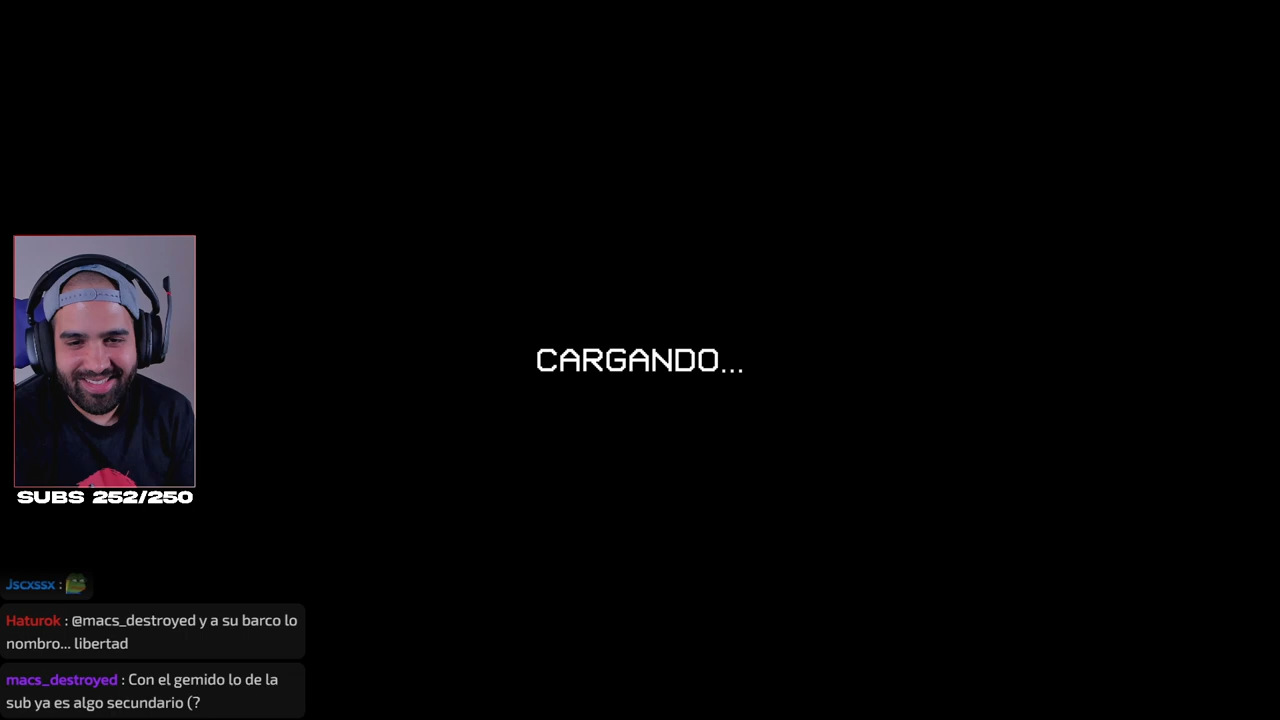 CARGANDO...
SUBS 252/250
Jscxssx :
Haturok : @macs_destroyed y a su barco lo
nombro... libertad
macs_destroyed : Con el gemido lo de la
sub ya es algo secundario (?